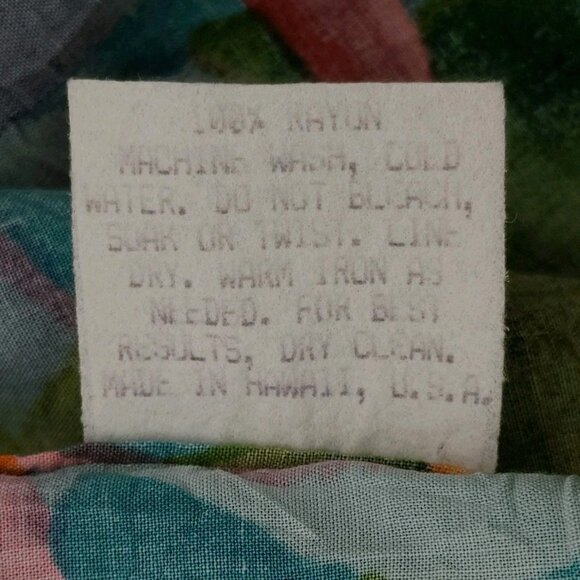 100% RAYON
MACHINE WASH, COLD
WATER. DO NOT BLEACH,
SOAK OR TWIST. LINE
DRY. WARM IRON AS
NEEDED. FOR BEST
RESULTS, DRY CLEAN.
MADE IN HAWAII, U.S.A.